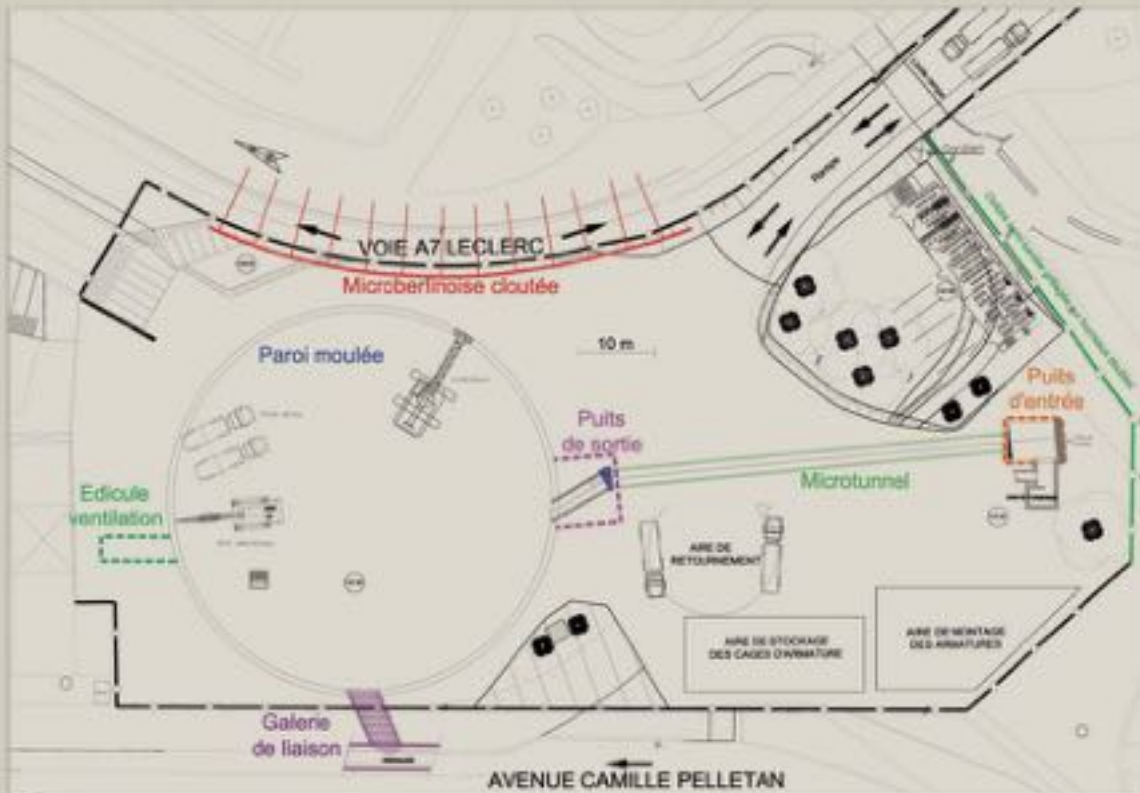 Rampe
VOIE A7 LECLERC
Microberlinoise cloutée
10 m
Paroi moulée
Puits
d'entrée
Puits
de sortie
Microtunnel
Edicule
ventilation
AIRE DE
RETOURNEMENT
AIRE DE STOCKAGE
DES CAGES D'ARMATURE
AIRE DE MONTAGE
DES ARMATURES
Galerie
de liaison
AVENUE CAMILLE PELLETAN